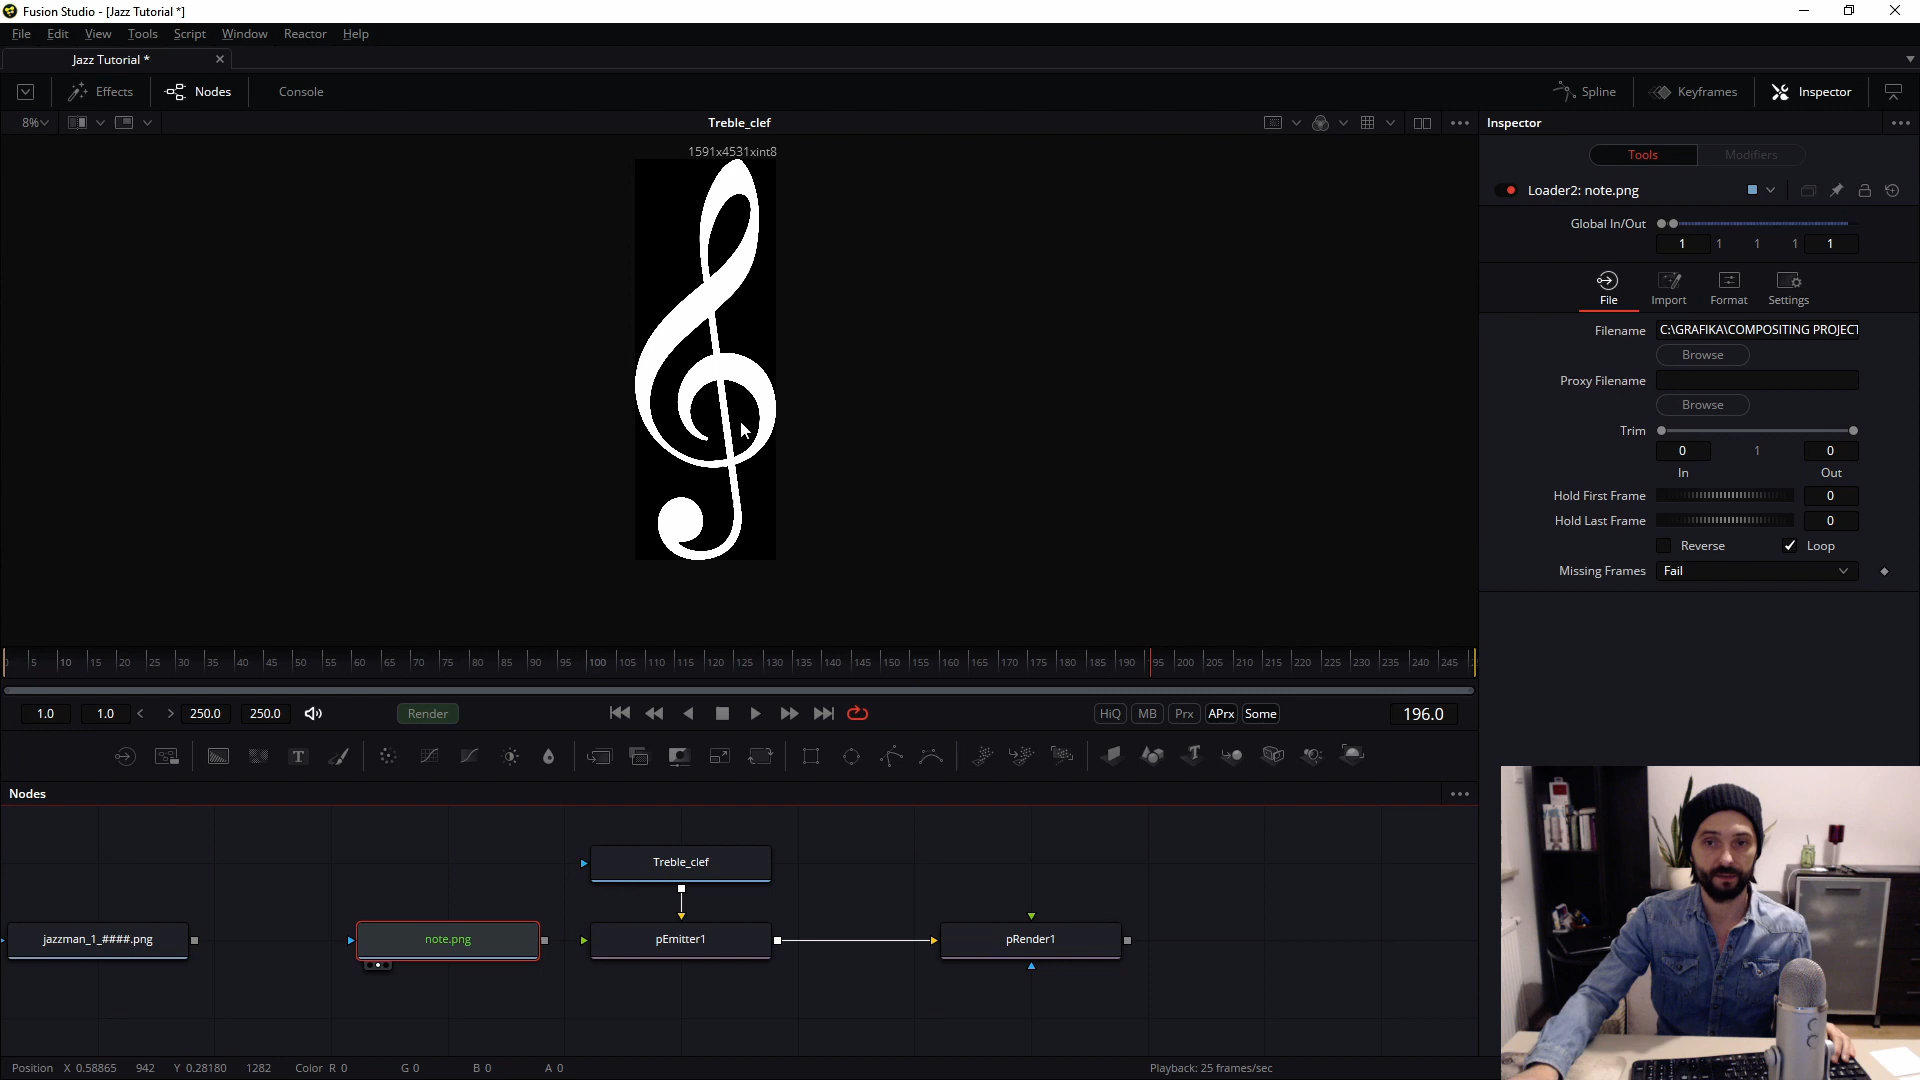 Fusion Studio - [Jazz Tutorial *]
File Edit View Tools Script Window Reactor Help
Jazz Tutorial *
Effects Nodes Console Spline Keyframes Inspector
8% Treble_clef Inspector
1591x4531xint8
Tools Modifiers
Loader2: note.png
Global In/Out
1 1 1 1 1
File Import Format Settings
Filename C:\GRAFIKA\COMPOSITING PROJECT
Browse
Proxy Filename
Browse
Trim
0 1 0
In Out
Hold First Frame 0
Hold Last Frame 0
Reverse Loop
Missing Frames Fail
5 10 15 20 25 30 35 40 45 50 55 60 65 70 75 80 85 90 95 100 105 110 115 120 125 130 135 140 145 150 155 160 165 170 175 180 185 190 95 200 205 210 215 220 225 230 235 240 245
1.0 1.0 < > 250.0 250.0 Render HiQ MB Prx APrx Some 196.0
T T
Nodes
Treble_clef
jazzman_1_####.png note.png pEmitter1 pRender1
Position X 0.58865 942 Y 0.28180 1282 Color R 0 G 0 B 0 A 0 Playback: 25 frames/sec